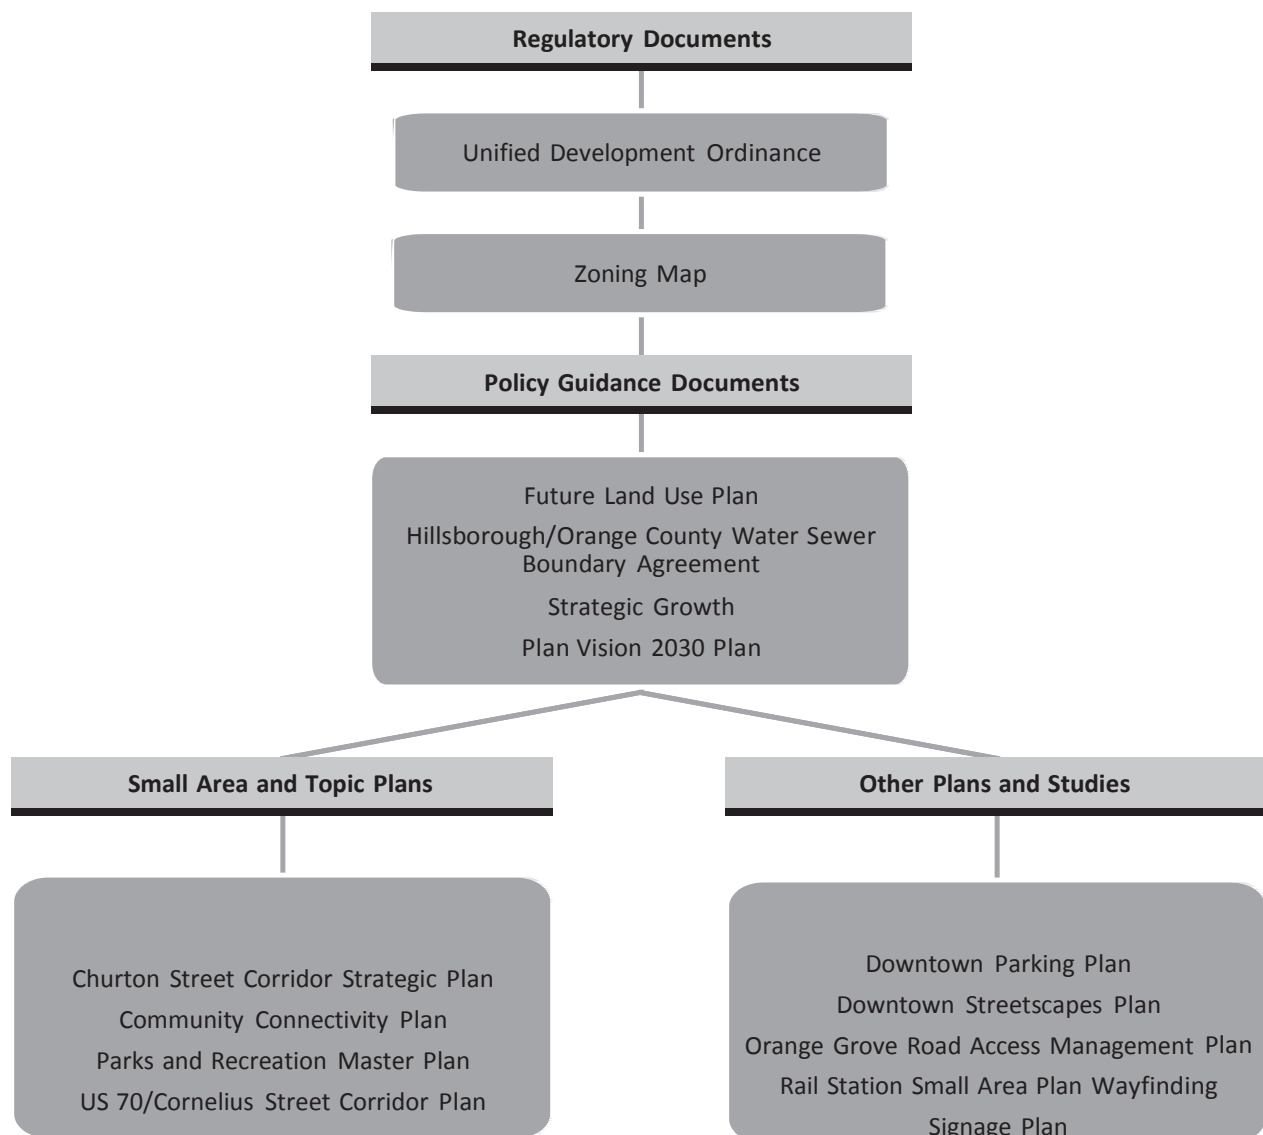 Regulatory Documents
Unified Development Ordinance
Zoning Map
Policy Guidance Documents
Future Land Use Plan
Hillsborough/Orange County Water Sewer
Boundary Agreement
Strategic Growth
Plan Vision 2030 Plan
Small Area and Topic Plans
Churton Street Corridor Strategic Plan
Community Connectivity Plan
Parks and Recreation Master Plan
US 70/Cornelius Street Corridor Plan
Other Plans and Studies
Downtown Parking Plan
Downtown Streetscapes Plan
Orange Grove Road Access Management Plan
Rail Station Small Area Plan Wayfinding
Signage Plan